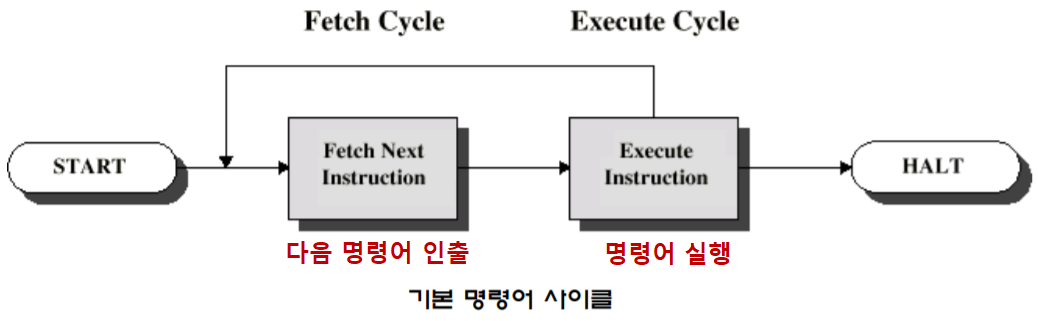 Fetch Cycle
Execute Cycle
START
Fetch Next
Instruction
Execute
Instruction
HALT
다음 명령어 인출
명령어 실행
기본 명령어 사이클